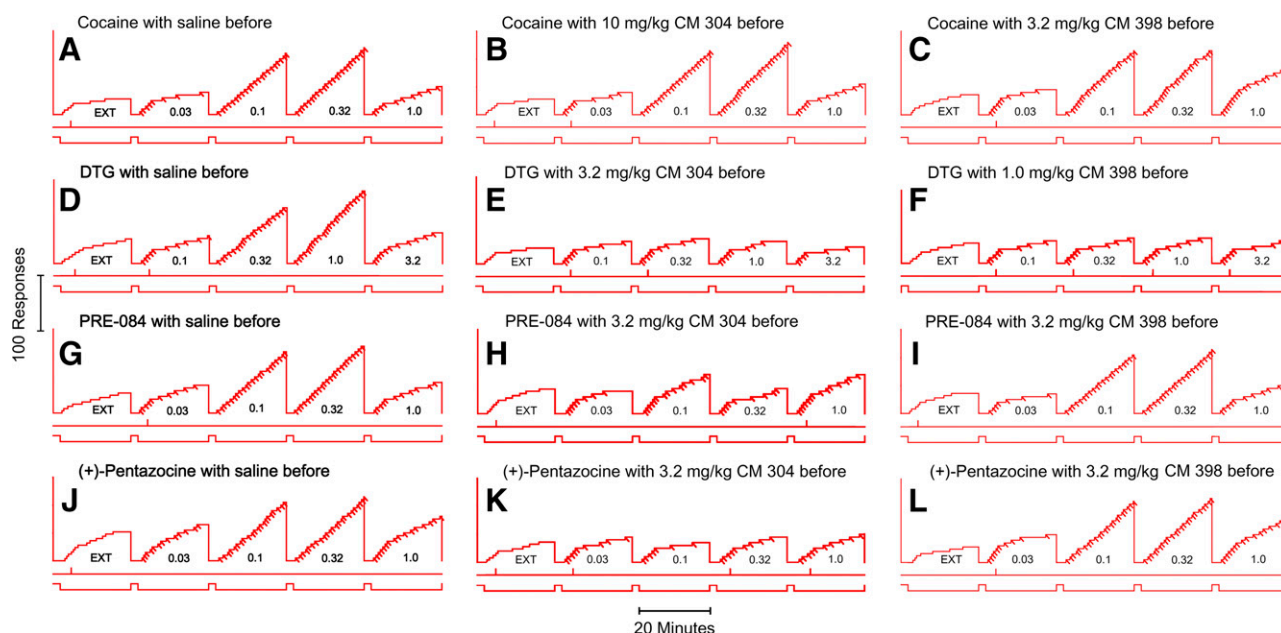 Cocaine with saline before
Cocaine with 10 mg/kg CM 304 before
Cocaine with 3.2 mg/kg CM 398 before
A
EXT 0.03 0.1 0.32 1.0
B
EXT 0.03 0.1 0.32 1.0
C
EXT 0.03 0.1 0.32 1.0
DTG with saline before
DTG with 3.2 mg/kg CM 304 before
DTG with 1.0 mg/kg CM 398 before
D
EXT 0.1 0.32 1.0 3.2
E
EXT 0.1 0.32 1.0 3.2
F
EXT 0.1 0.32 1.0 3.2
100 Responses
PRE-084 with saline before
PRE-084 with 3.2 mg/kg CM 304 before
PRE-084 with 3.2 mg/kg CM 398 before
G
EXT 0.03 0.1 0.32 1.0
H
EXT 0.03 0.1 0.32 1.0
I
EXT 0.03 0.1 0.32 1.0
(+)-Pentazocine with saline before
(+)-Pentazocine with 3.2 mg/kg CM 304 before
(+)-Pentazocine with 3.2 mg/kg CM 398 before
J
EXT 0.03 0.1 0.32 1.0
K
EXT 0.03 0.1 0.32 1.0
L
EXT 0.03 0.1 0.32 1.0
20 Minutes